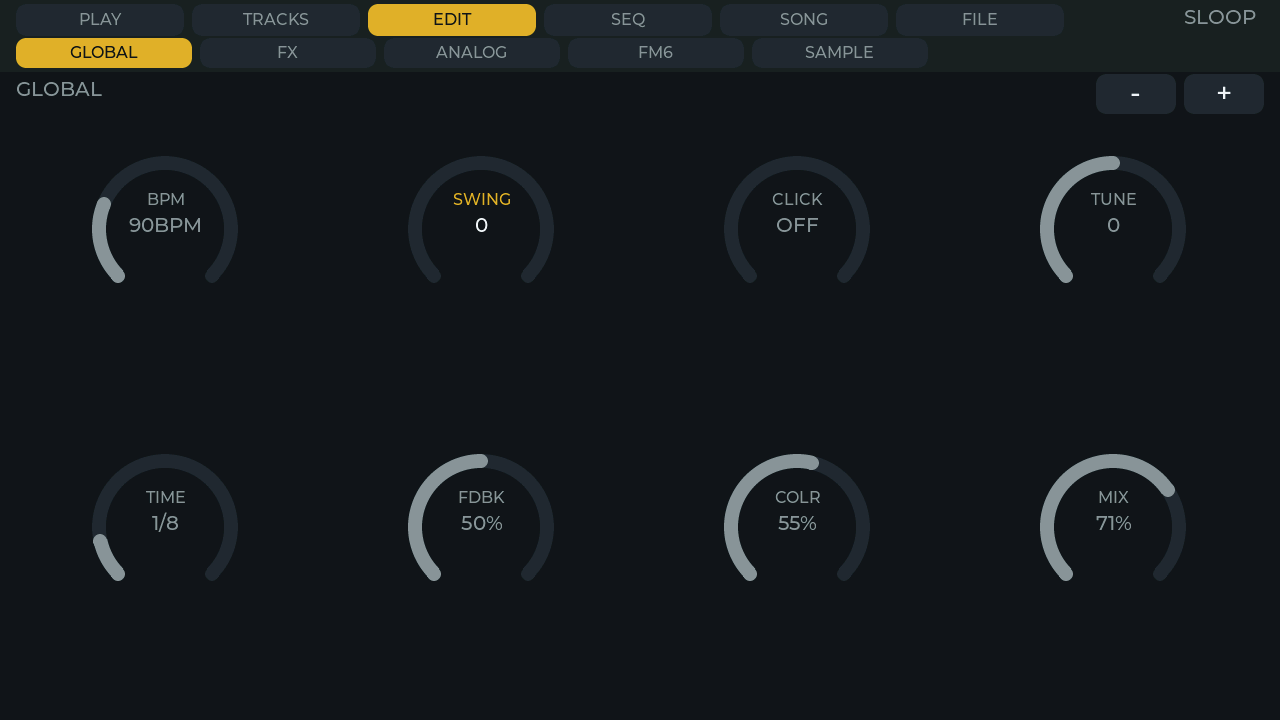 PLAY TRACKS EDIT SEQ SONG FILE SLOOP
GLOBAL FX ANALOG FM6 SAMPLE
GLOBAL - +
BPM SWING CLICK TUNE
90BPM 0 OFF 0
TIME FDBK COLR MIX
1/8 50% 55% 71%